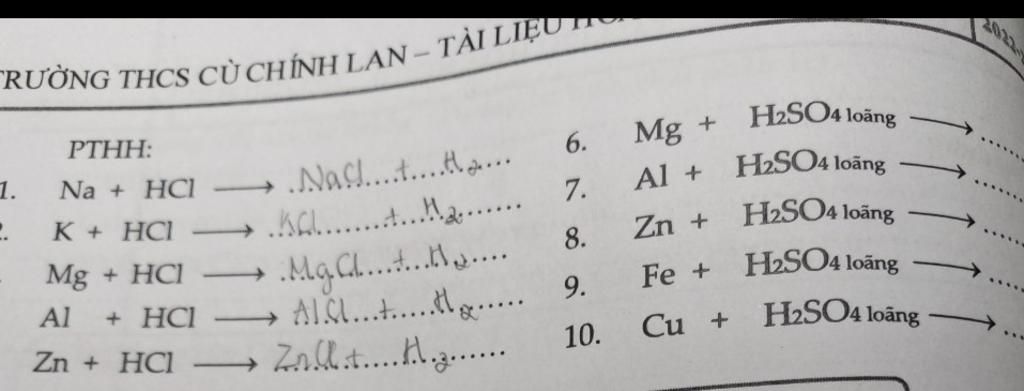 TRƯỜNG THCS CÙ CHÍNH LAN – TÀI LIỆU
PTHH:
1. Na + HCl ⟶ .NaCl...+....H2...
K + HCl ⟶ .KCl........+...H2.......
Mg + HCl ⟶ .MgCl...+...H2....
Al + HCl ⟶ AlCl...+.....H2......
Zn + HCl ⟶ ZnCl.+....H2......
6. Mg + H2SO4 loãng ⟶ ......
7. Al + H2SO4 loãng ⟶ ......
8. Zn + H2SO4 loãng ⟶ .....
9. Fe + H2SO4 loãng ⟶ ....
10. Cu + H2SO4 loãng ⟶ ...